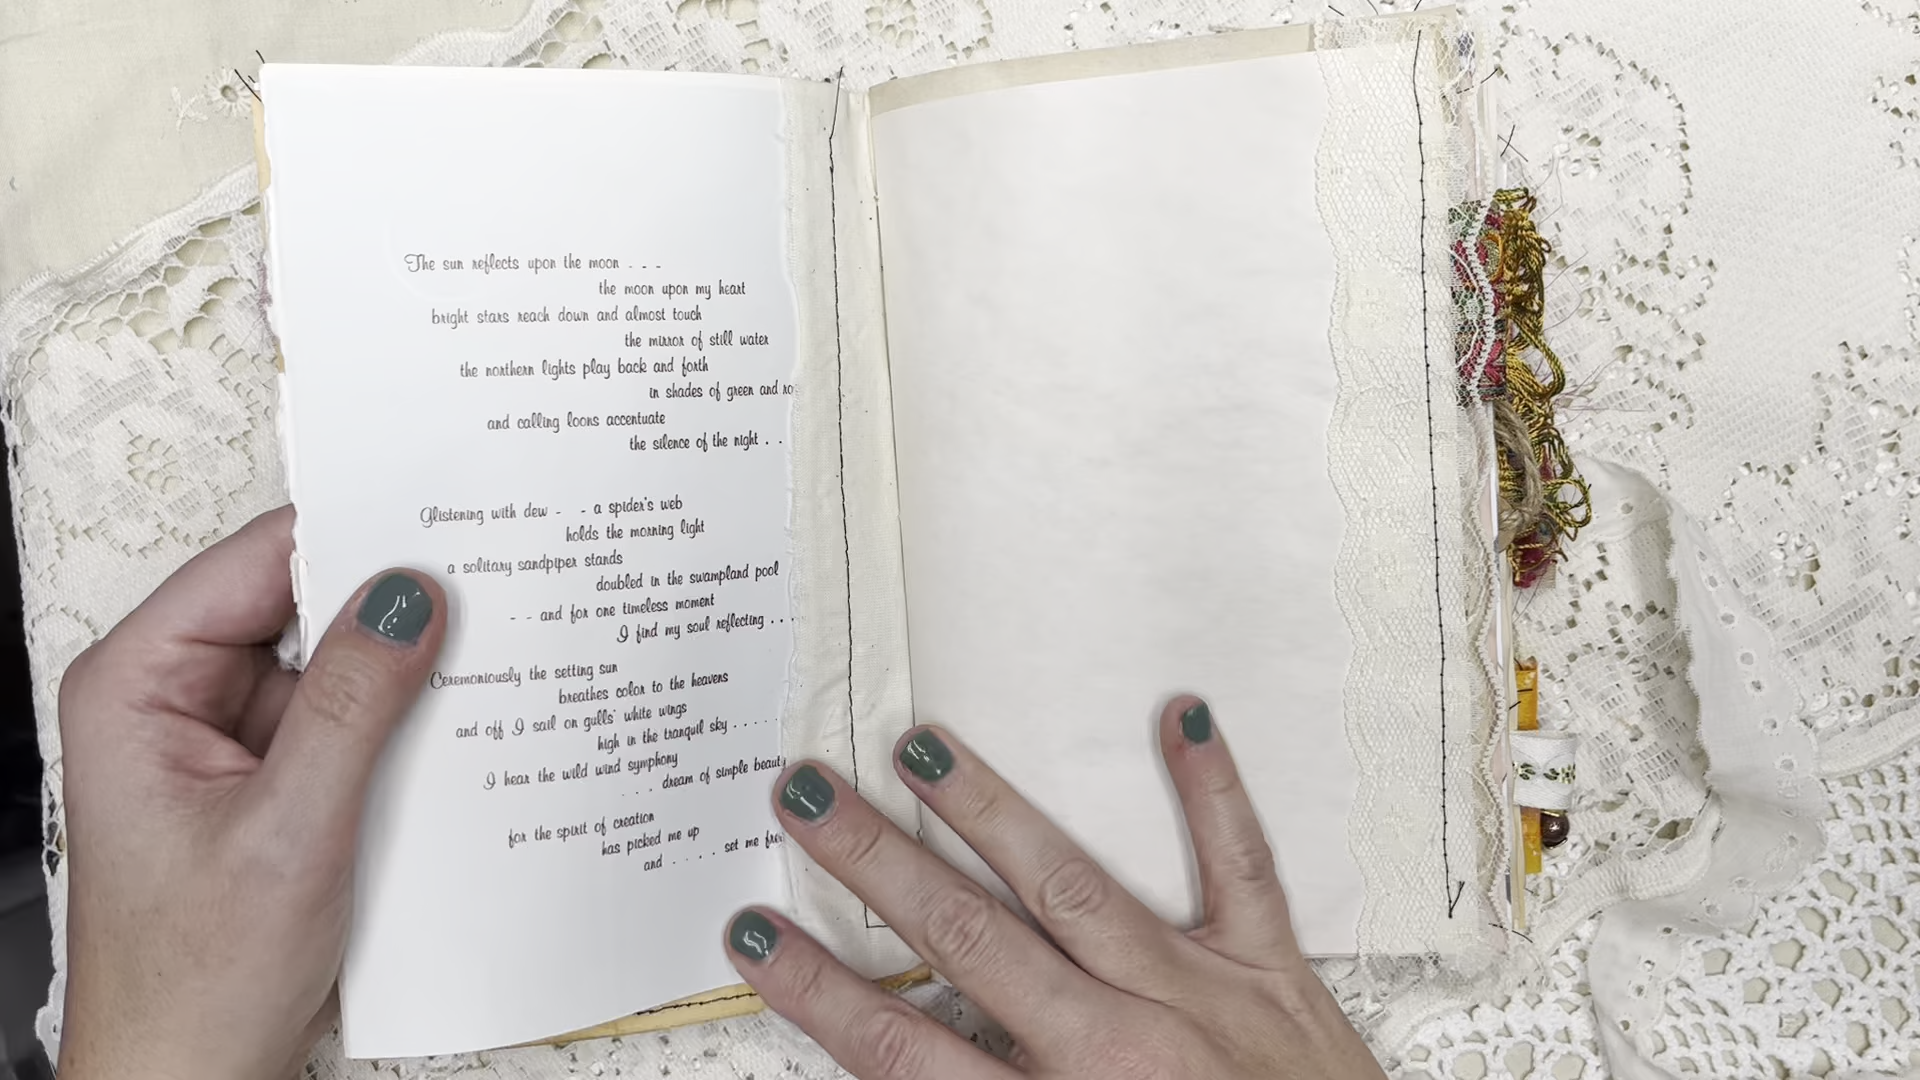 The sun reflects upon the moon . . .
the moon upon my heart
bright stars reach down and almost touch
the mirror of still water
the northern lights play back and forth
in shades of green and
and calling loons accentuate
the silence of the night . .
Glistening with dew - - a spider's web
holds the morning light
a solitary sandpiper stands
doubled in the swampland pool
- - and for one timeless moment
I find my soul reflecting . . .
Ceremoniously the setting sun
breathes color to the heavens
and off I sail on gulls' white wings
high in the tranquil sky . . . . .
I hear the wild wind symphony
. . . dream of simple beauty
for the spirit of creation
has picked me up
and . . . . set me free